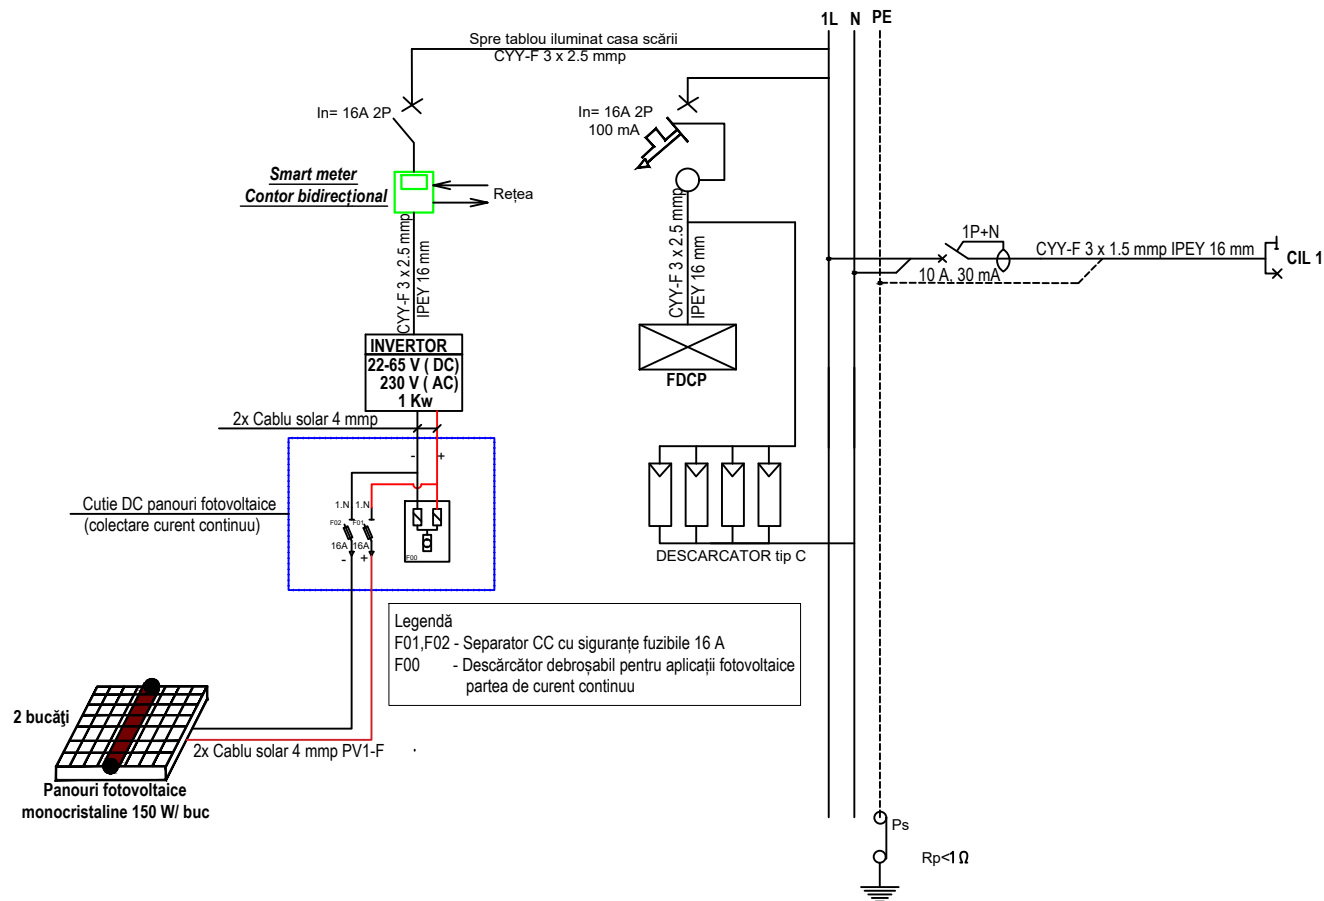 1L N PE
Spre tablou iluminat casa scării
CYY-F 3 x 2.5 mmp
In= 16A 2P
In= 16A 2P
100 mA
Smart meter
Contor bidirecțional
Rețea
CYY-F 3 x 2.5 mmp
IPEY 16 mm
CYY-F 3 x 2.5 mmp
IPEY 16 mm
1P+N
10 A, 30 mA
CYY-F 3 x 1.5 mmp IPEY 16 mm
CIL 1
INVERTOR
22-65 V ( DC)
230 V ( AC)
1 Kw
FDCP
2x Cablu solar 4 mmp
- +
Cutie DC panouri fotovoltaice
(colectare curent continuu)
1.N. 1.N.
F02 F01
16A 16A
- +
F00
DESCARCATOR tip C
Legendă
F01,F02 - Separator CC cu siguranțe fuzibile 16 A
F00 - Descărcător debroșabil pentru aplicații fotovoltaice
partea de curent continuu
2 bucăţi
2x Cablu solar 4 mmp PV1-F
Panouri fotovoltaice
monocristaline 150 W/ buc
Ps
Rp<1Ω